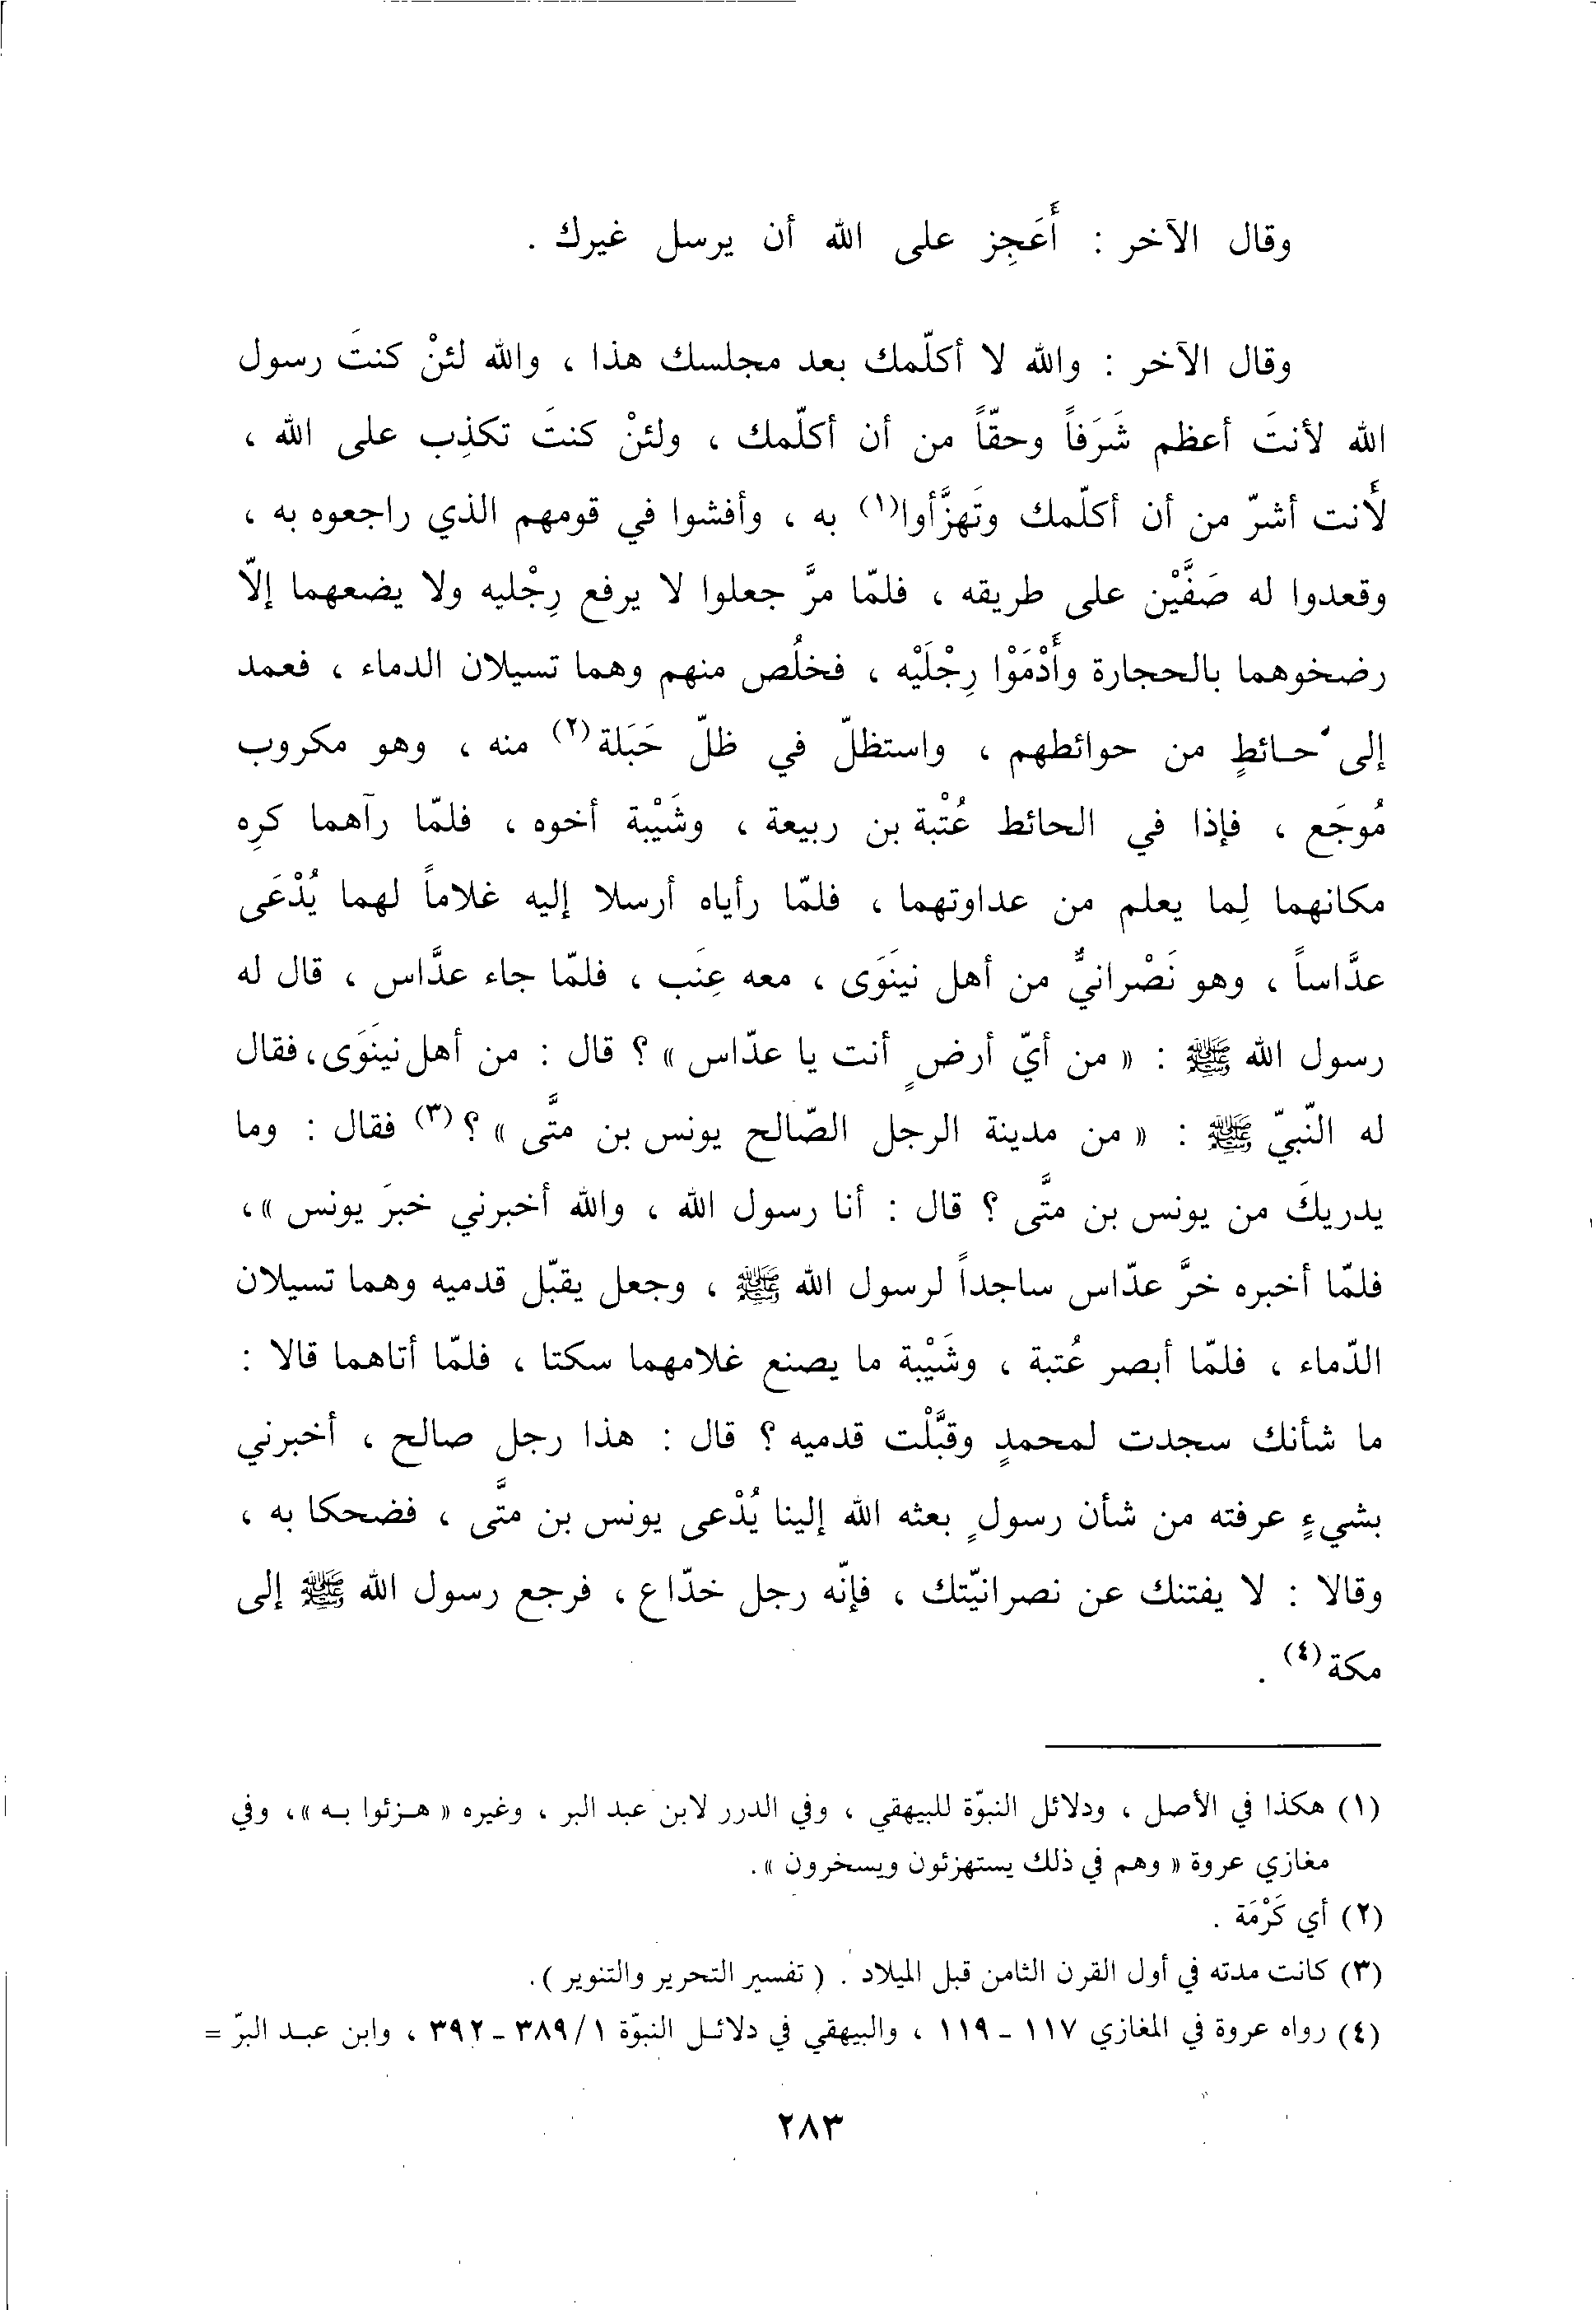 وقال الآخر : أَعَجِز على الله أن يرسل غيرك .
وقال الآخر : والله لا أكلّمك بعد مجلسك هذا ، والله لئنْ كنتَ رسول
الله لأنتَ أعظم شَرَفاً وحقّاً من أن أكلّمك ، ولئنْ كنتَ تكذِب على الله ،
لَأنت أشرّ من أن أكلّمك وتَهزَّأوا(١) به ، وأفشوا في قومهم الذي راجعوه به ،
وقعدوا له صَفَّيْن على طريقه ، فلمّا مرَّ جعلوا لا يرفع رِجْليه ولا يضعهما إلّا
رضخوهما بالحجارة وأَدْمَوْا رِجْلَيْه ، فخلُص منهم وهما تسيلان الدماء ، فعمد
إلى حائطٍ من حوائطهم ، واستظلّ في ظلّ حَبَلة(٢) منه ، وهو مكروب
مُوجَع ، فإذا في الحائط عُتْبة بن ربيعة ، وشَيْبة أخوه ، فلمّا رآهما كرِه
مكانهما لِما يعلم من عداوتهما ، فلمّا رأياه أرسلا إليه غلاماً لهما يُدْعَى
عدَّاساً ، وهو نَصْرانيٌّ من أهل نينَوَى ، معه عِنَب ، فلمّا جاء عدَّاس ، قال له
رسول الله ﷺ : « من أيّ أرضٍ أنت يا عدّاس » ؟ قال : من أهل نينَوَى، فقال
له النّبيّ ﷺ : « من مدينة الرجل الصّالح يونس بن متَّى » ؟(٣) فقال : وما
يدريكَ من يونس بن متَّى ؟ قال : أنا رسول الله ، والله أخبرني خبرَ يونس »،
فلمّا أخبره خرَّ عدّاس ساجداً لرسول الله ﷺ ، وجعل يقبّل قدميه وهما تسيلان
الدّماء ، فلمّا أبصر عُتبة ، وشَيْبة ما يصنع غلامهما سكتا ، فلمّا أتاهما قالا :
ما شأنك سجدت لمحمدٍ وقبَّلْت قدميه ؟ قال : هذا رجل صالح ، أخبرني
بشيءٍ عرفته من شأن رسولٍ بعثه الله إلينا يُدْعى يونس بن متَّى ، فضحكا به ،
وقالا : لا يفتنك عن نصرانيّتك ، فإنّه رجل خدّاع ، فرجع رسول الله ﷺ إلى
مكة(٤) .
(١) هكذا في الأصل ، ودلائل النبوّة للبيهقي ، وفي الدرر لابن عبد البر ، وغيره « هـزئوا بـه »، وفي
مغازي عروة « وهم في ذلك يستهزئون ويسخرون ».
(٢) أي كَرْمَة .
(٣) كانت مدته في أول القرن الثامن قبل الميلاد . ( تفسير التحرير والتنوير ).
(٤) رواه عروة في المغازي ١١٧ ـ ١١٩ ، والبيهقي في دلائـل النبوّة ١/٣٨٩ ـ ٣٩٢ ، وابن عبـد البرّ =
٢٨٣